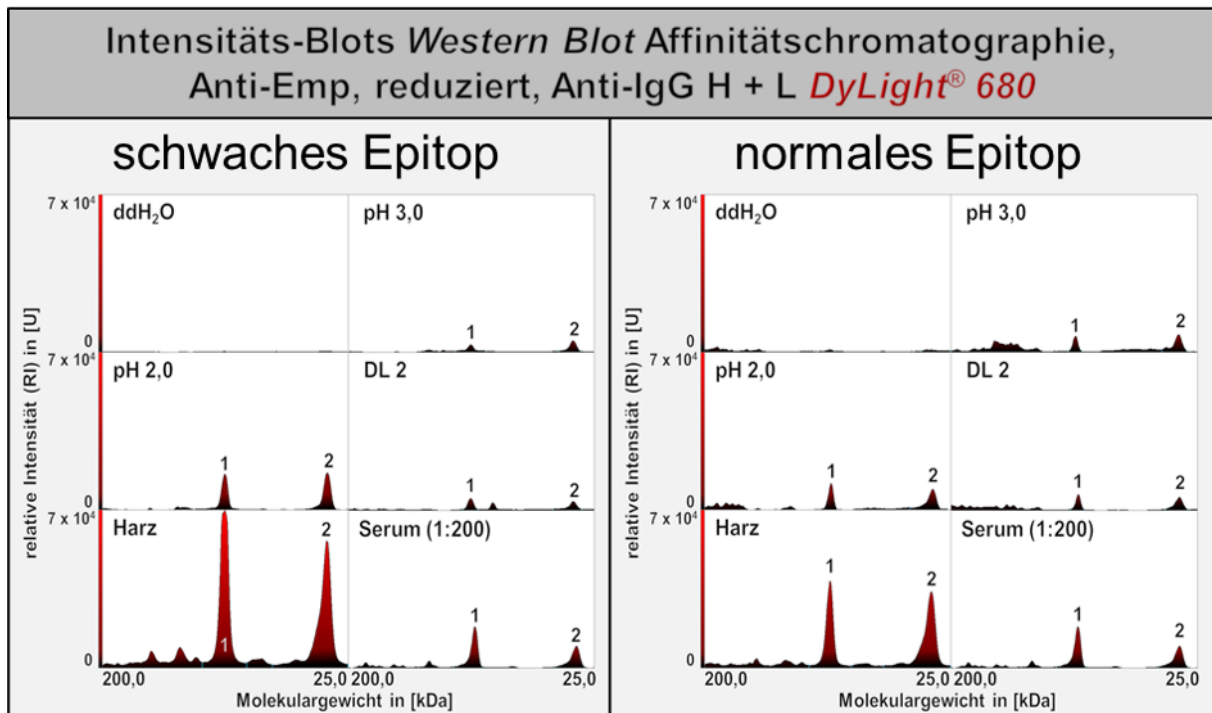 Intensitäts-Blots Western Blot Affinitätschromatographie,
Anti-Emp, reduziert, Anti-IgG H + L DyLight® 680
schwaches Epitop
relative Intensität (RI) in [U]
7 x 10⁴
ddH₂O
pH 3,0
1
2
0
7 x 10⁴
pH 2,0
DL 2
1
2
1
2
0
7 x 10⁴
Harz
Serum (1:200)
1
2
1
2
0
200,0
25,0
200,0
25,0
Molekulargewicht in [kDa]
normales Epitop
relative Intensität (RI) in [U]
7 x 10⁴
ddH₂O
pH 3,0
1
2
0
7 x 10⁴
pH 2,0
DL 2
1
2
1
2
0
7 x 10⁴
Harz
Serum (1:200)
1
2
1
2
0
200,0
25,0
200,0
25,0
Molekulargewicht in [kDa]